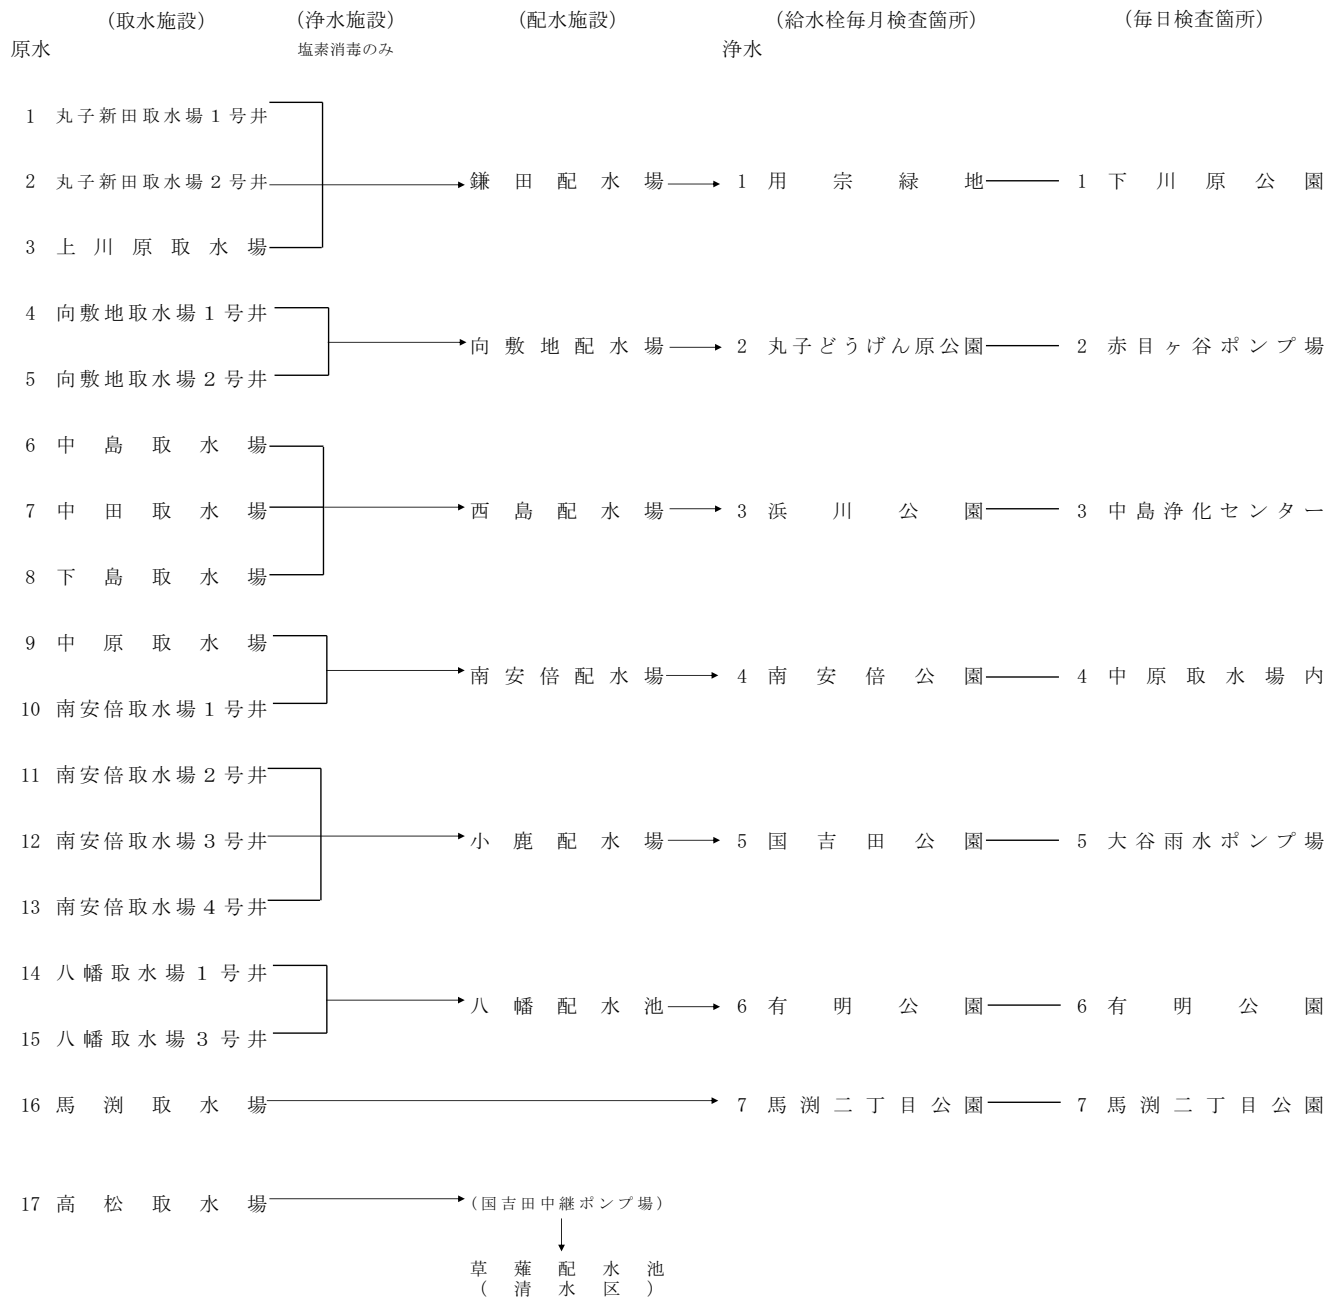 (取水施設) (浄水施設) (配水施設) (給水栓毎月検査箇所) (毎日検査箇所)
原水 塩素消毒のみ 浄水
1 丸子新田取水場１号井
2 丸子新田取水場２号井 鎌田配水場 1 用宗緑地 1 下川原公園
3 上川原取水場
4 向敷地取水場１号井
向敷地配水場 2 丸子どうげん原公園 2 赤目ヶ谷ポンプ場
5 向敷地取水場２号井
6 中島取水場
7 中田取水場 西島配水場 3 浜川公園 3 中島浄化センター
8 下島取水場
9 中原取水場
南安倍配水場 4 南安倍公園 4 中原取水場内
10 南安倍取水場１号井
11 南安倍取水場２号井
12 南安倍取水場３号井 小鹿配水場 5 国吉田公園 5 大谷雨水ポンプ場
13 南安倍取水場４号井
14 八幡取水場１号井
八幡配水池 6 有明公園 6 有明公園
15 八幡取水場３号井
16 馬渕取水場 7 馬渕二丁目公園 7 馬渕二丁目公園
17 高松取水場 (国吉田中継ポンプ場)
草薙配水池
(清水区)